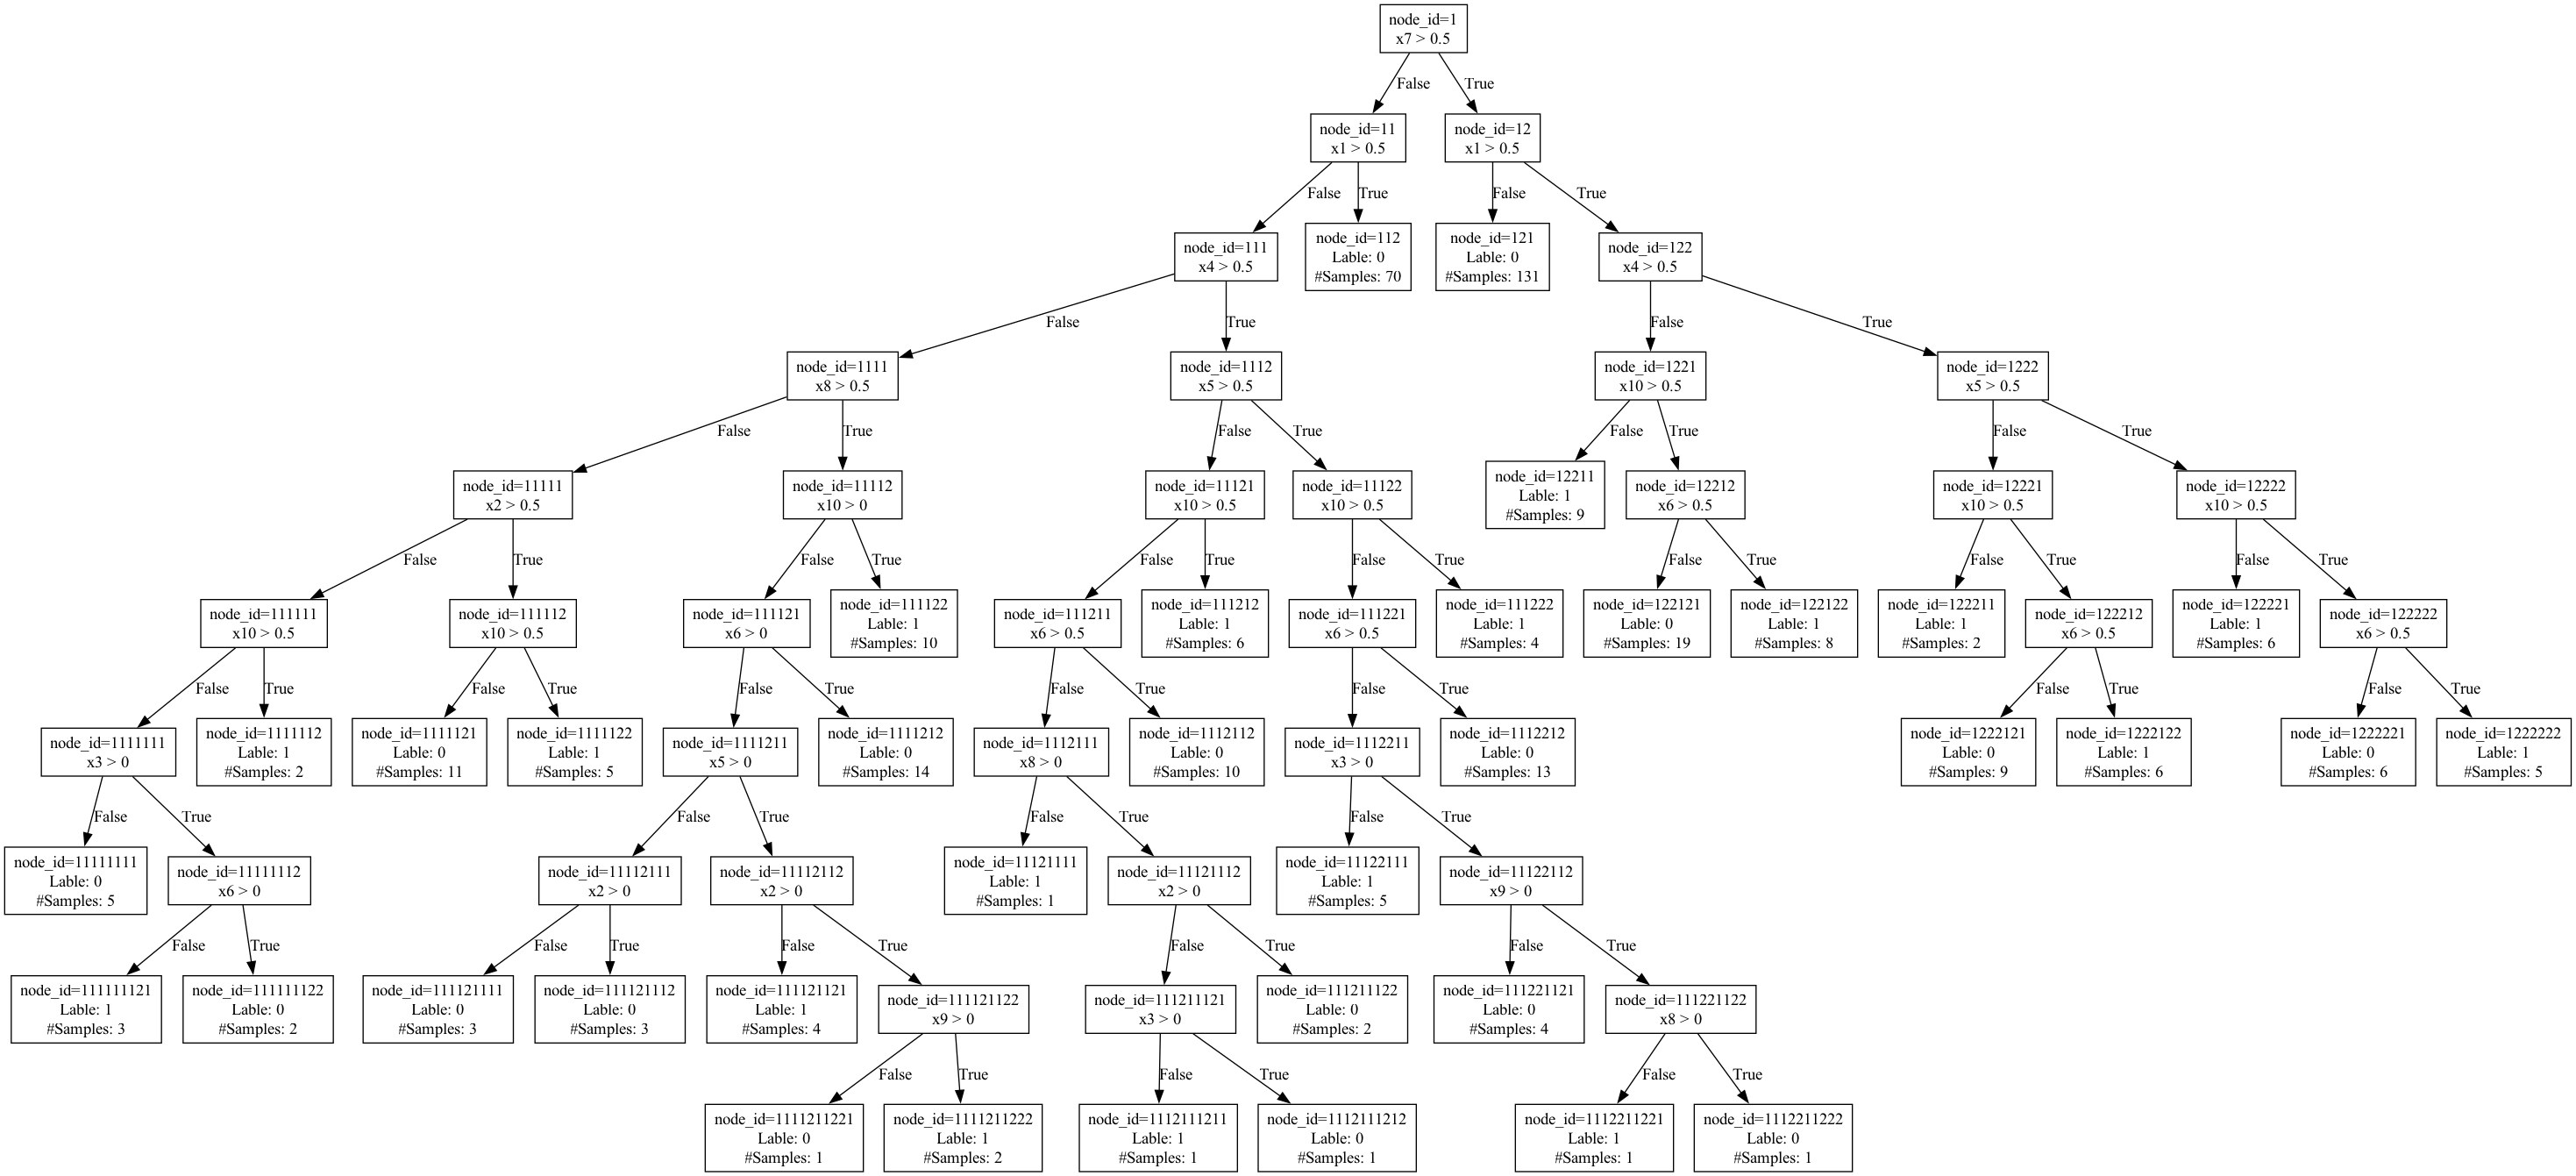 node_id=1
x7 > 0.5
False
True
node_id=11
x1 > 0.5
node_id=12
x1 > 0.5
False
True
False
True
node_id=111
x4 > 0.5
node_id=112
Lable: 0
#Samples: 70
node_id=121
Lable: 0
#Samples: 131
node_id=122
x4 > 0.5
False
True
False
True
node_id=1111
x8 > 0.5
node_id=1112
x5 > 0.5
node_id=1221
x10 > 0.5
node_id=1222
x5 > 0.5
False
True
False
True
False
True
False
True
node_id=11111
x2 > 0.5
node_id=11112
x10 > 0
node_id=11121
x10 > 0.5
node_id=11122
x10 > 0.5
node_id=12211
Lable: 1
#Samples: 9
node_id=12212
x6 > 0.5
node_id=12221
x10 > 0.5
node_id=12222
x10 > 0.5
False
True
False
True
False
True
False
True
False
True
False
True
False
True
node_id=111111
x10 > 0.5
node_id=111112
x10 > 0.5
node_id=111121
x6 > 0
node_id=111122
Lable: 1
#Samples: 10
node_id=111211
x6 > 0.5
node_id=111212
Lable: 1
#Samples: 6
node_id=111221
x6 > 0.5
node_id=111222
Lable: 1
#Samples: 4
node_id=122121
Lable: 0
#Samples: 19
node_id=122122
Lable: 1
#Samples: 8
node_id=122211
Lable: 1
#Samples: 2
node_id=122212
x6 > 0.5
node_id=122221
Lable: 1
#Samples: 6
node_id=122222
x6 > 0.5
False
True
False
True
False
True
False
True
False
True
False
True
False
True
node_id=1111111
x3 > 0
node_id=1111112
Lable: 1
#Samples: 2
node_id=1111121
Lable: 0
#Samples: 11
node_id=1111122
Lable: 1
#Samples: 5
node_id=1111211
x5 > 0
node_id=1111212
Lable: 0
#Samples: 14
node_id=1112111
x8 > 0
node_id=1112112
Lable: 0
#Samples: 10
node_id=1112211
x3 > 0
node_id=1112212
Lable: 0
#Samples: 13
node_id=1222121
Lable: 0
#Samples: 9
node_id=1222122
Lable: 1
#Samples: 6
node_id=1222221
Lable: 0
#Samples: 6
node_id=1222222
Lable: 1
#Samples: 5
False
True
False
True
False
True
False
True
node_id=11111111
Lable: 0
#Samples: 5
node_id=11111112
x6 > 0
node_id=11112111
x2 > 0
node_id=11112112
x2 > 0
node_id=11121111
Lable: 1
#Samples: 1
node_id=11121112
x2 > 0
node_id=11122111
Lable: 1
#Samples: 5
node_id=11122112
x9 > 0
False
True
False
True
False
True
False
True
False
True
node_id=111111121
Lable: 1
#Samples: 3
node_id=111111122
Lable: 0
#Samples: 2
node_id=111121111
Lable: 0
#Samples: 3
node_id=111121112
Lable: 0
#Samples: 3
node_id=111121121
Lable: 1
#Samples: 4
node_id=111121122
x9 > 0
node_id=111211121
x3 > 0
node_id=111211122
Lable: 0
#Samples: 2
node_id=111221121
Lable: 0
#Samples: 4
node_id=111221122
x8 > 0
False
True
False
True
False
True
node_id=1111211221
Lable: 0
#Samples: 1
node_id=1111211222
Lable: 1
#Samples: 2
node_id=1112111211
Lable: 1
#Samples: 1
node_id=1112111212
Lable: 0
#Samples: 1
node_id=1112211221
Lable: 1
#Samples: 1
node_id=1112211222
Lable: 0
#Samples: 1